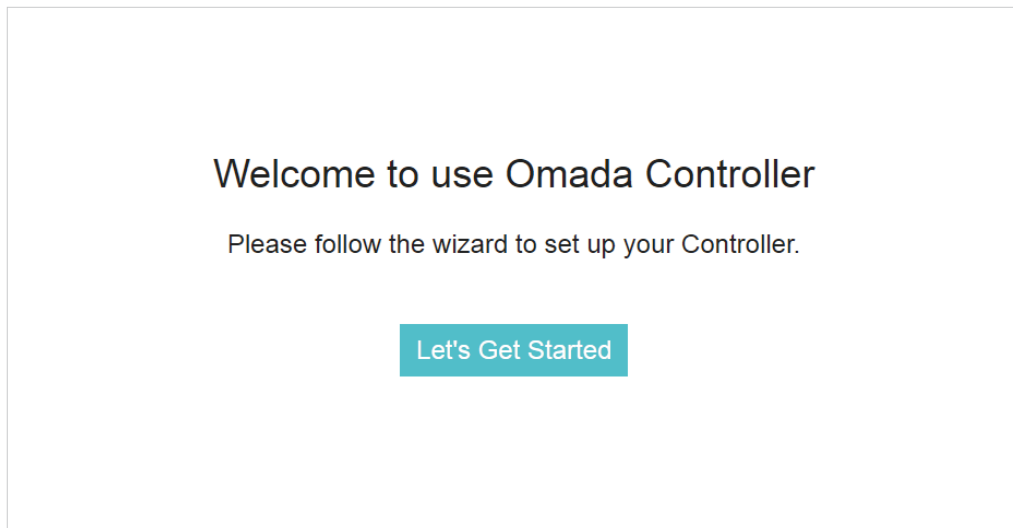 Welcome to use Omada Controller
Please follow the wizard to set up your Controller.
Let's Get Started